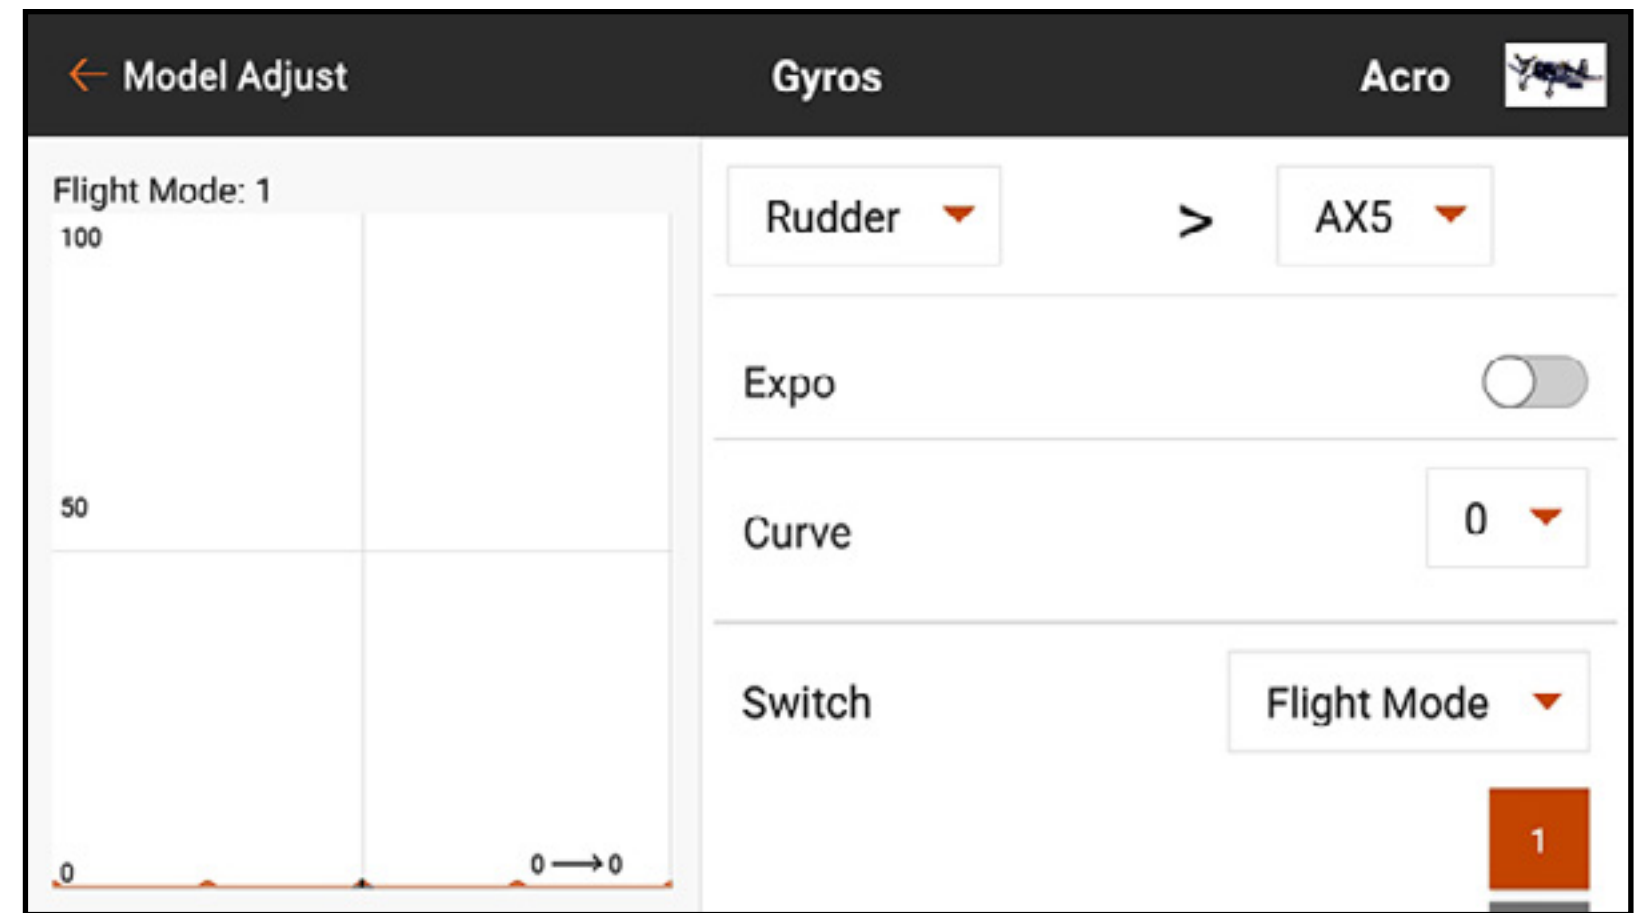 ← Model Adjust Gyros Acro
Flight Mode: 1
100
50
0
0 → 0
Rudder > AX5
Expo
Curve 0
Switch Flight Mode
1